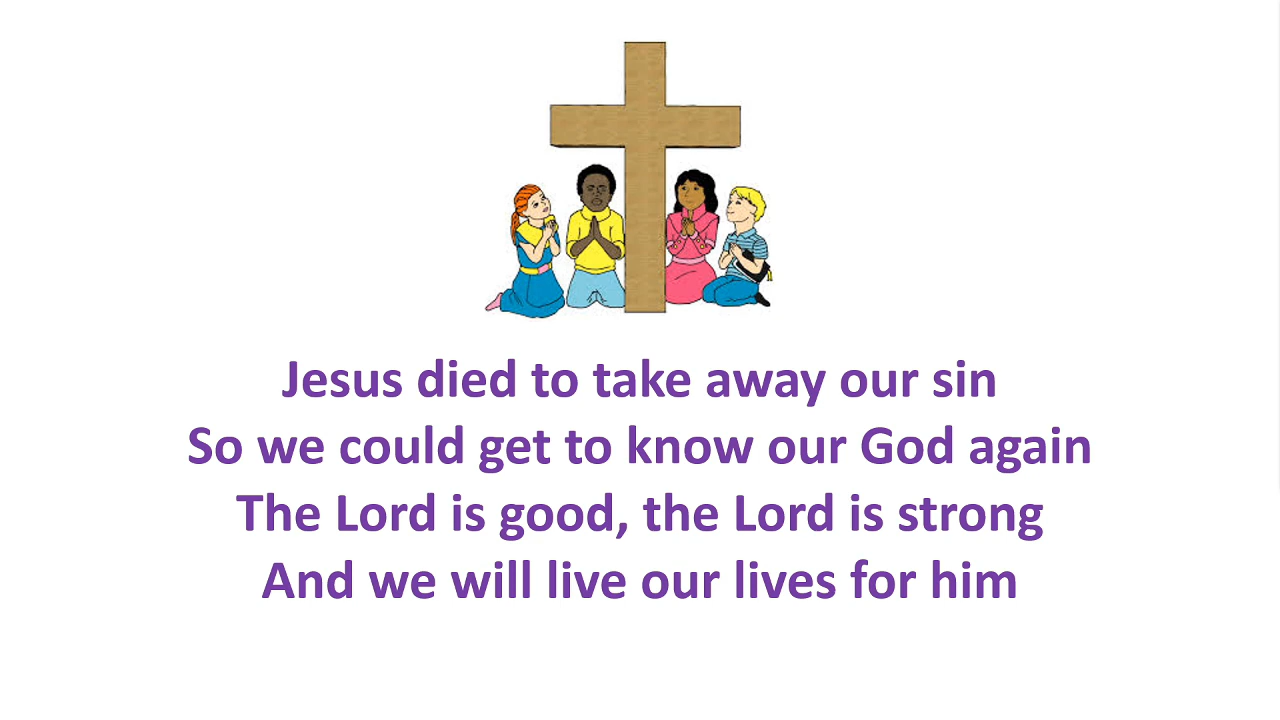 Jesus died to take away our sin
So we could get to know our God again
The Lord is good, the Lord is strong
And we will live our lives for him